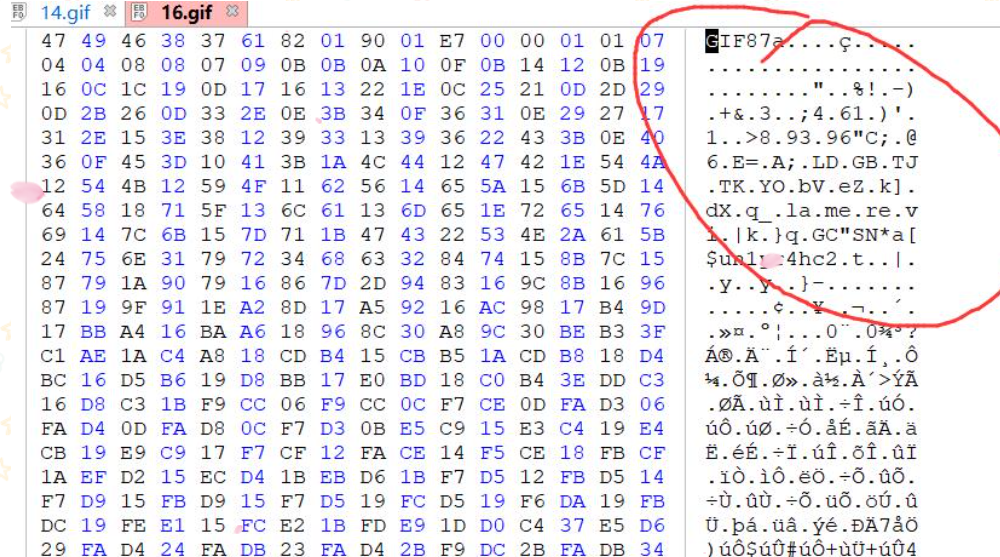 14.gif 16.gif
47 49 46 38 37 61 82 01 90 01 E7 00 00 01 01 07 GIF87a....ç.....
04 04 08 08 07 09 0B 0B 0A 10 0F 0B 14 12 0B 19 ................
16 0C 1C 19 0D 17 16 13 22 1E 0C 25 21 0D 2D 29 ........"..%!.-)
0D 2B 26 0D 33 2E 0E 3B 34 0F 36 31 0E 29 27 17 .+&.3..;4.61.)'
31 2E 15 3E 38 12 39 33 13 39 36 22 43 3B 0E 40 1..>8.93.96"C;.@
36 0F 45 3D 10 41 3B 1A 4C 44 12 47 42 1E 54 4A 6.E=.A;.LD.GB.TJ
12 54 4B 12 59 4F 11 62 56 14 65 5A 15 6B 5D 14 .TK.YO.bV.eZ.k].
64 58 18 71 5F 13 6C 61 13 6D 65 1E 72 65 14 76 dX.q_.la.me.re.v
69 14 7C 6B 15 7D 71 1B 47 43 22 53 4E 2A 61 5B i.|k.}q.GC"SN*a[
24 75 6E 31 79 72 34 68 63 32 84 74 15 8B 7C 15 $un1yr4hc2.t..|.
87 79 1A 90 79 16 86 7D 2D 94 83 16 9C 8B 16 96 .y..y..}-.......
87 19 9F 91 1E A2 8D 17 A5 92 16 AC 98 17 B4 9D .....¢..¥..¬..´.
17 BB A4 16 BA A6 18 96 8C 30 A8 9C 30 BE B3 3F .»¤.º¦...0¨.0¾³?
C1 AE 1A C4 A8 18 CD B4 15 CB B5 1A CD B8 18 D4 Á®.Ä¨.Í´.Ëµ.Í¸.Ô
BC 16 D5 B6 19 D8 BB 17 E0 BD 18 C0 B4 3E DD C3 ¼.Õ¶.Ø».à½.À´>ÝÃ
16 D8 C3 1B F9 CC 06 F9 CC 0C F7 CE 0D FA D3 06 .ØÃ.ùÌ.ùÌ.÷Î.úÓ.
FA D4 0D FA D8 0C F7 D3 0B E5 C9 15 E3 C4 19 E4 úÔ.úØ.÷Ó.åÉ.ãÄ.ä
CB 19 E9 C9 17 F7 CF 12 FA CE 14 F5 CE 18 FB CF Ë.éÉ.÷Ï.úÎ.õÎ.ûÏ
1A EF D2 15 EC D4 1B EB D6 1B F7 D5 12 FB D5 14 .ïÒ.ìÔ.ëÖ.÷Õ.ûÕ.
F7 D9 15 FB D9 15 F7 D5 19 FC D5 19 F6 DA 19 FB ÷Ù.ûÙ.÷Õ.üÕ.öÚ.û
DC 19 FE E1 15 FC E2 1B FD E9 1D D0 C4 37 E5 D6 Ü.þá.üâ.ýé.ÐÄ7åÖ
29 FA D4 24 FA DB 23 FA D4 2B F9 DC 2B FA DB 34 )úÔ$úÛ#úÔ+ùÜ+úÛ4